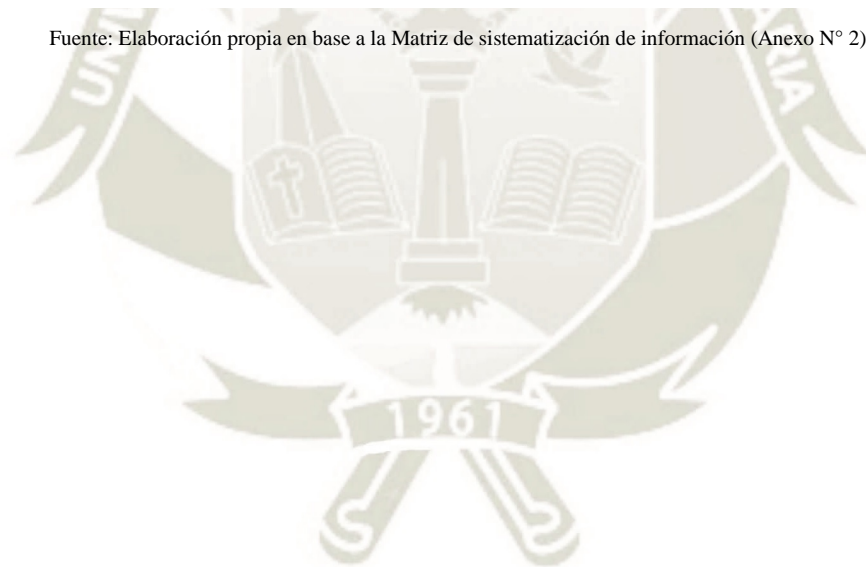 Fuente: Elaboración propia en base a la Matriz de sistematización de información (Anexo N° 2)
1961